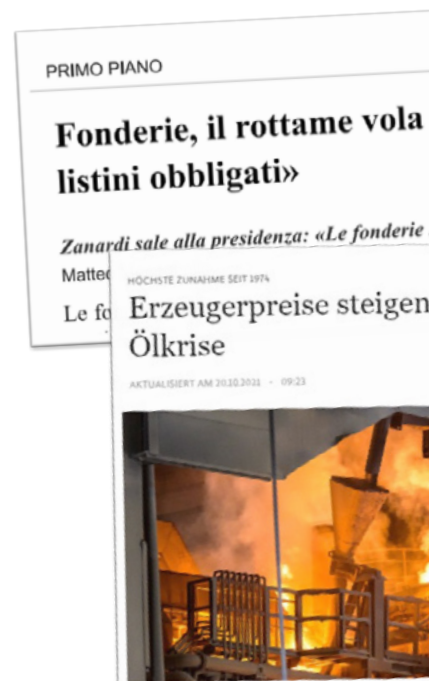 PRIMO PIANO
Fonderie, il rottame vola
listini obbligati»
Zanardi sale alla presidenza: «Le fonderie
Le fo
HÖCHSTE ZUNAHME SEIT 1974
Erzeugerpreise steigen
Ölkrise
AKTUALISIERT AM 20.10.2021 - 09:23